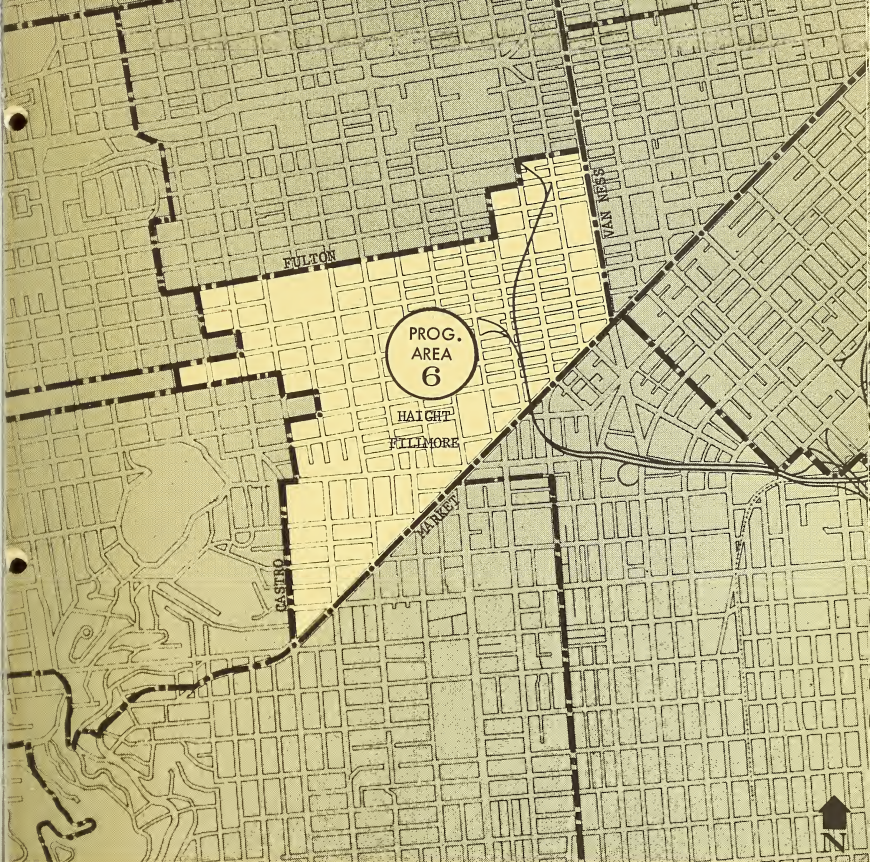 VAN NESS
FULTON
PROG.
AREA
6
HAIGHT
FILLMORE
MARKET
CASTRO
N